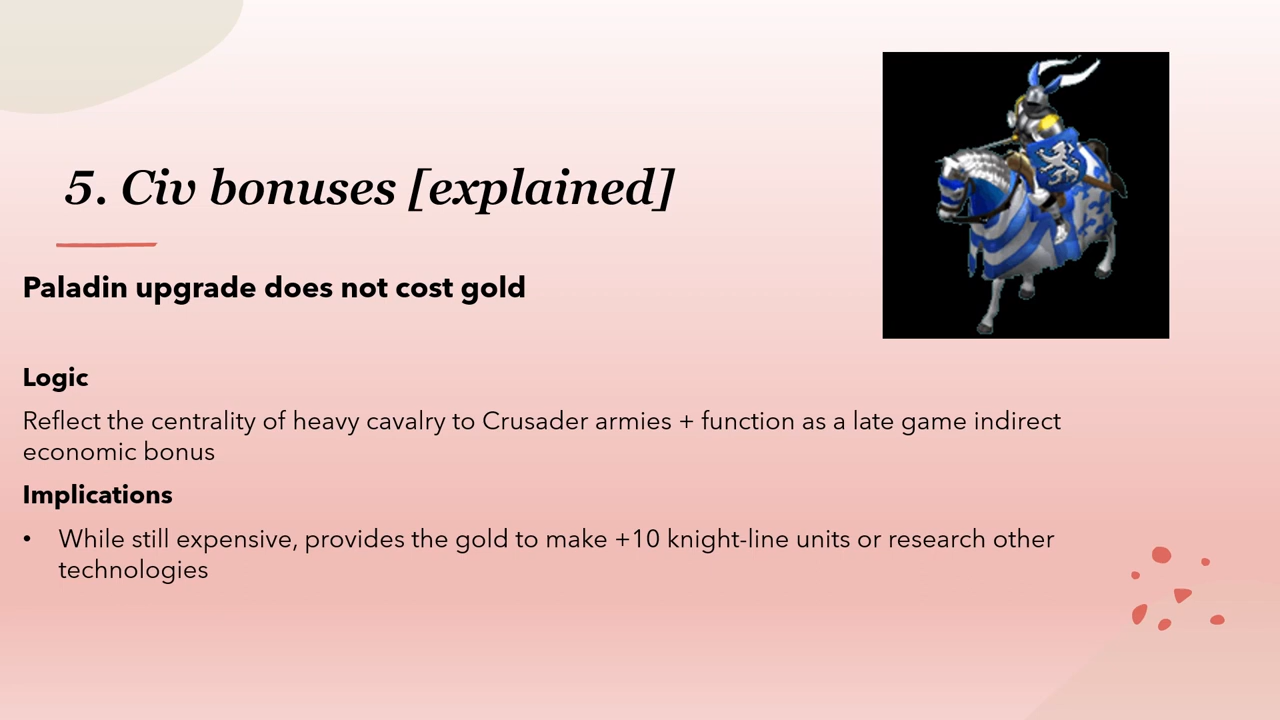 5. Civ bonuses [explained]
Paladin upgrade does not cost gold
Logic
Reflect the centrality of heavy cavalry to Crusader armies + function as a late game indirect
economic bonus
Implications
• While still expensive, provides the gold to make +10 knight-line units or research other
technologies